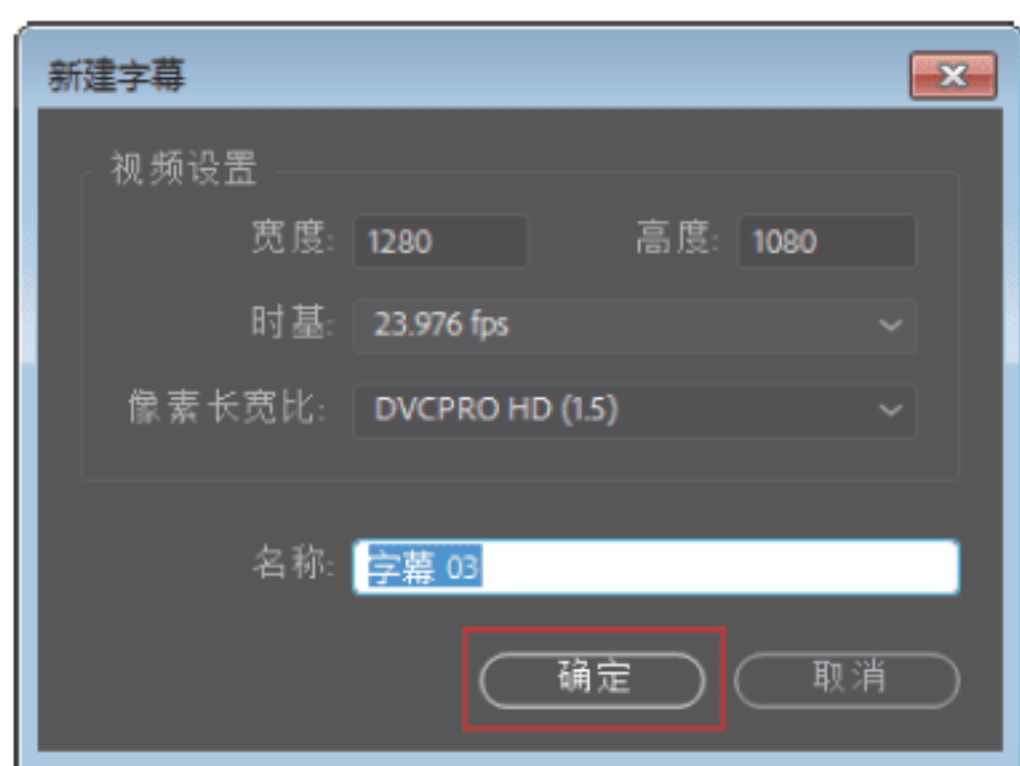 新建字幕
视频设置
宽度: 1280 高度: 1080
时基: 23.976 fps
像素长宽比: DVCPRO HD (1.5)
名称: 字幕 03
确定 取消